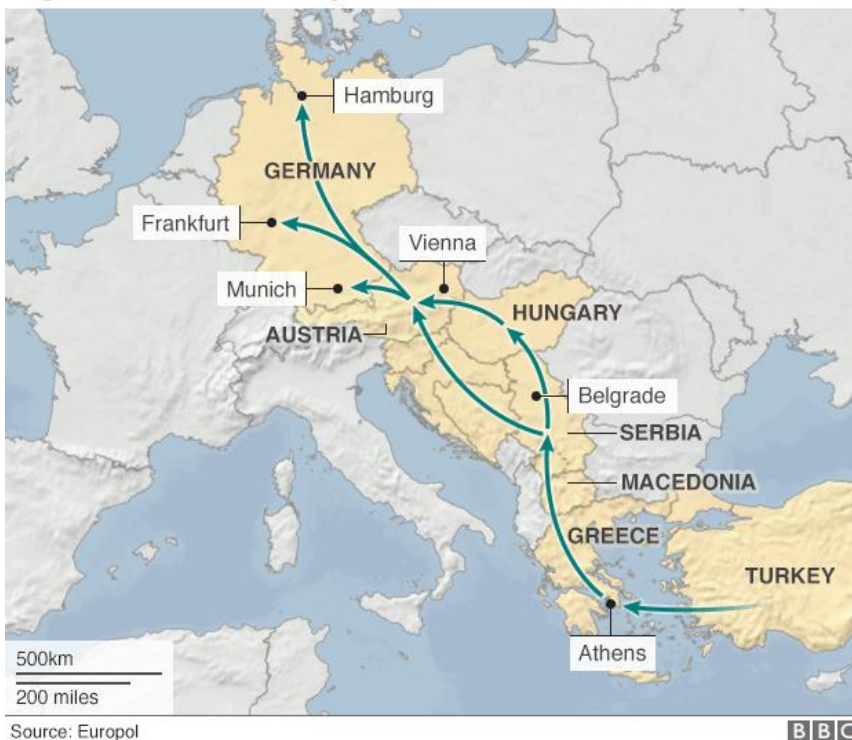 Hamburg
GERMANY
Frankfurt
Vienna
Munich
HUNGARY
AUSTRIA
Belgrade
SERBIA
MACEDONIA
GREECE
TURKEY
Athens
500km
200 miles
Source: Europol
BBC